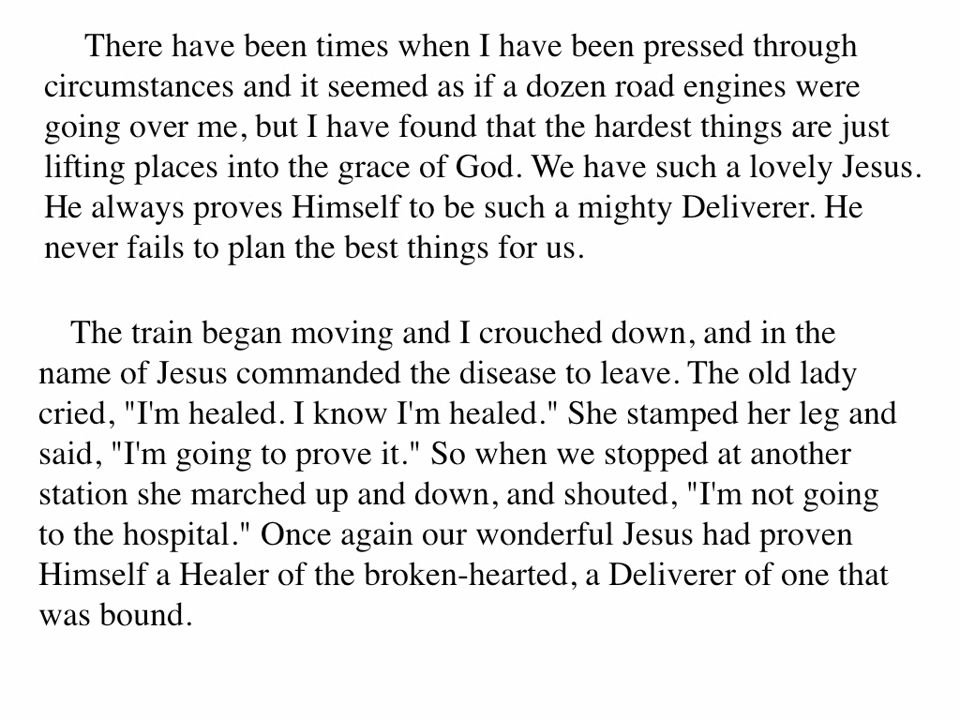 There have been times when I have been pressed through
circumstances and it seemed as if a dozen road engines were
going over me, but I have found that the hardest things are just
lifting places into the grace of God. We have such a lovely Jesus.
He always proves Himself to be such a mighty Deliverer. He
never fails to plan the best things for us.
The train began moving and I crouched down, and in the
name of Jesus commanded the disease to leave. The old lady
cried, "I'm healed. I know I'm healed." She stamped her leg and
said, "I'm going to prove it." So when we stopped at another
station she marched up and down, and shouted, "I'm not going
to the hospital." Once again our wonderful Jesus had proven
Himself a Healer of the broken-hearted, a Deliverer of one that
was bound.